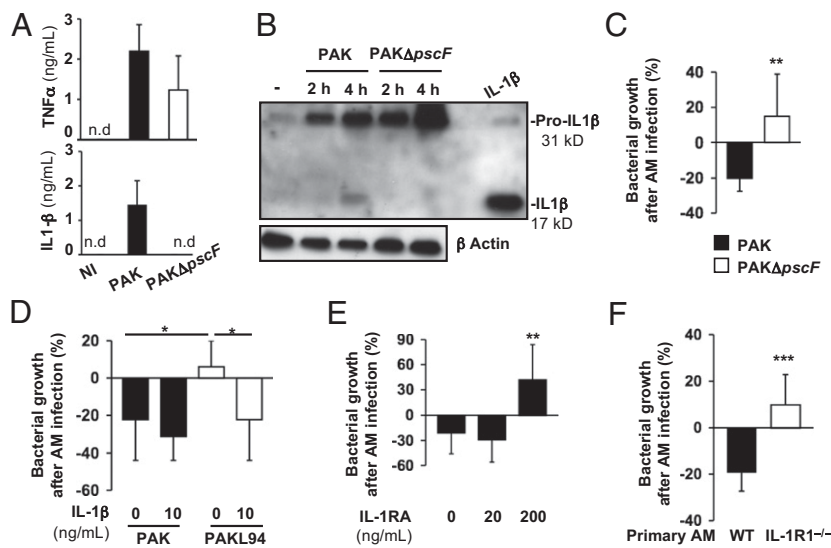 A
TNFα (ng/mL)
3
2
1
0
n.d
IL1-β (ng/mL)
3
2
1
0
n.d
n.d
NI
PAK
PAKΔpscF
B
PAK
PAKΔpscF
-
2 h
4 h
2 h
4 h
IL-1β
-Pro-IL1β
31 kD
-IL1β
17 kD
β Actin
C
Bacterial growth
after AM infection (%)
40
20
0
-20
-40
**
PAK
PAKΔpscF
D
Bacterial growth
after AM infection (%)
20
0
-20
-40
-60
*
*
IL-1β
(ng/mL)
0 10 0 10
PAK PAKL94
E
Bacterial growth
after AM infection (%)
90
60
30
0
-30
-60
**
IL-1RA
(ng/mL)
0 20 200
F
Bacterial growth
after AM infection (%)
40
20
0
-20
-40
***
Primary AM WT IL-1R1–/–